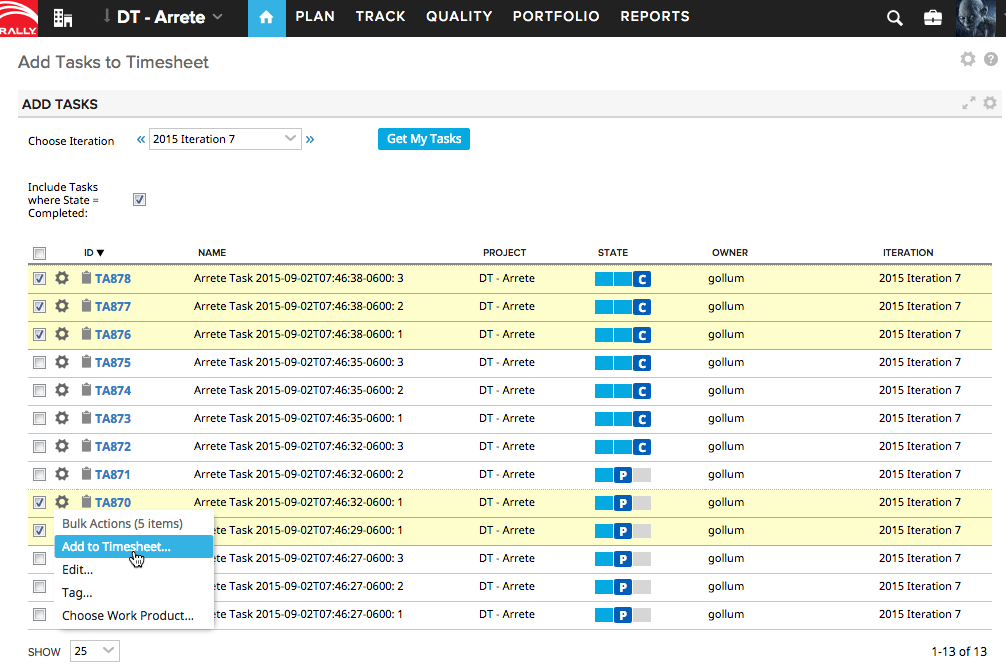 RALLY DT - Arrete PLAN TRACK QUALITY PORTFOLIO REPORTS
Add Tasks to Timesheet ?
ADD TASKS
Choose Iteration « 2015 Iteration 7 » Get My Tasks
Include Tasks
where State =
Completed:
ID ▼ NAME PROJECT STATE OWNER ITERATION
TA878 Arrete Task 2015-09-02T07:46:38-0600: 3 DT - Arrete C gollum 2015 Iteration 7
TA877 Arrete Task 2015-09-02T07:46:38-0600: 2 DT - Arrete C gollum 2015 Iteration 7
TA876 Arrete Task 2015-09-02T07:46:38-0600: 1 DT - Arrete C gollum 2015 Iteration 7
TA875 Arrete Task 2015-09-02T07:46:35-0600: 3 DT - Arrete C gollum 2015 Iteration 7
TA874 Arrete Task 2015-09-02T07:46:35-0600: 2 DT - Arrete C gollum 2015 Iteration 7
TA873 Arrete Task 2015-09-02T07:46:35-0600: 1 DT - Arrete C gollum 2015 Iteration 7
TA872 Arrete Task 2015-09-02T07:46:32-0600: 3 DT - Arrete C gollum 2015 Iteration 7
TA871 Arrete Task 2015-09-02T07:46:32-0600: 2 DT - Arrete P gollum 2015 Iteration 7
TA870 Arrete Task 2015-09-02T07:46:32-0600: 1 DT - Arrete P gollum 2015 Iteration 7
Bulk Actions (5 items) ete Task 2015-09-02T07:46:29-0600: 1 DT - Arrete P gollum 2015 Iteration 7
Add to Timesheet...
ete Task 2015-09-02T07:46:27-0600: 3 DT - Arrete P gollum 2015 Iteration 7
Edit...
Tag... ete Task 2015-09-02T07:46:27-0600: 2 DT - Arrete P gollum 2015 Iteration 7
Choose Work Product... ete Task 2015-09-02T07:46:27-0600: 1 DT - Arrete P gollum 2015 Iteration 7
SHOW 25 1-13 of 13